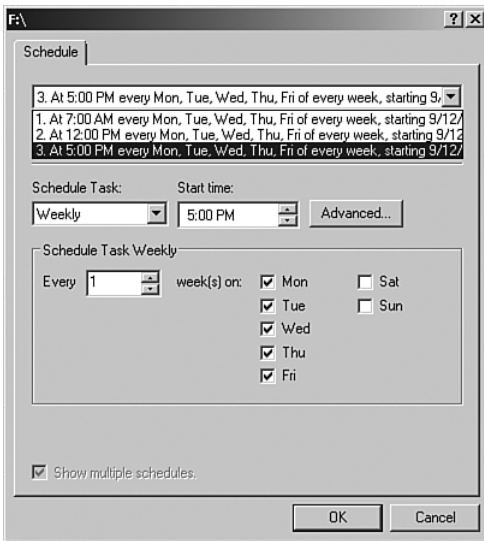 F:\
Schedule
3. At 5:00 PM every Mon, Tue, Wed, Thu, Fri of every week, starting 9/
1. At 7:00 AM every Mon, Tue, Wed, Thu, Fri of every week, starting 9/12/
2. At 12:00 PM every Mon, Tue, Wed, Thu, Fri of every week, starting 9/12
3. At 5:00 PM every Mon, Tue, Wed, Thu, Fri of every week, starting 9/12/
Schedule Task: Start time:
Weekly 5:00 PM Advanced...
Schedule Task Weekly
Every 1 week(s) on: Mon Sat
Tue Sun
Wed
Thu
Fri
Show multiple schedules.
OK Cancel